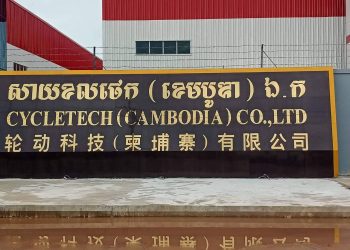 សាយខលថេក (ខេមបូឌា) ឯ.ក
CYCLETECH (CAMBODIA) CO.,LTD
轮动科技(柬埔寨)有限公司